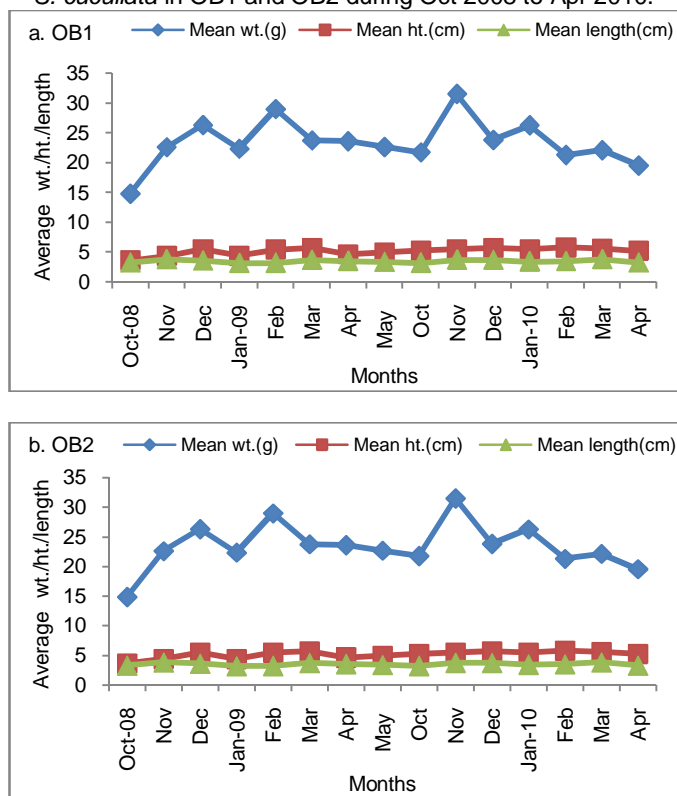 S. cucullata in OB1 and OB2 during Oct 2008 to Apr 2010.
a. OB1 Mean wt.(g) Mean ht.(cm) Mean length(cm)
35
30
25
20
15
10
5
0
Average wt./ht./length
Oct-08 Nov Dec Jan-09 Feb Mar Apr May Oct Nov Dec Jan-10 Feb Mar Apr
Months
b. OB2 Mean wt.(g) Mean ht.(cm) Mean length(cm)
35
30
25
20
15
10
5
0
Average wt./ht./length
Oct-08 Nov Dec Jan-09 Feb Mar Apr May Oct Nov Dec Jan-10 Feb Mar Apr
Months